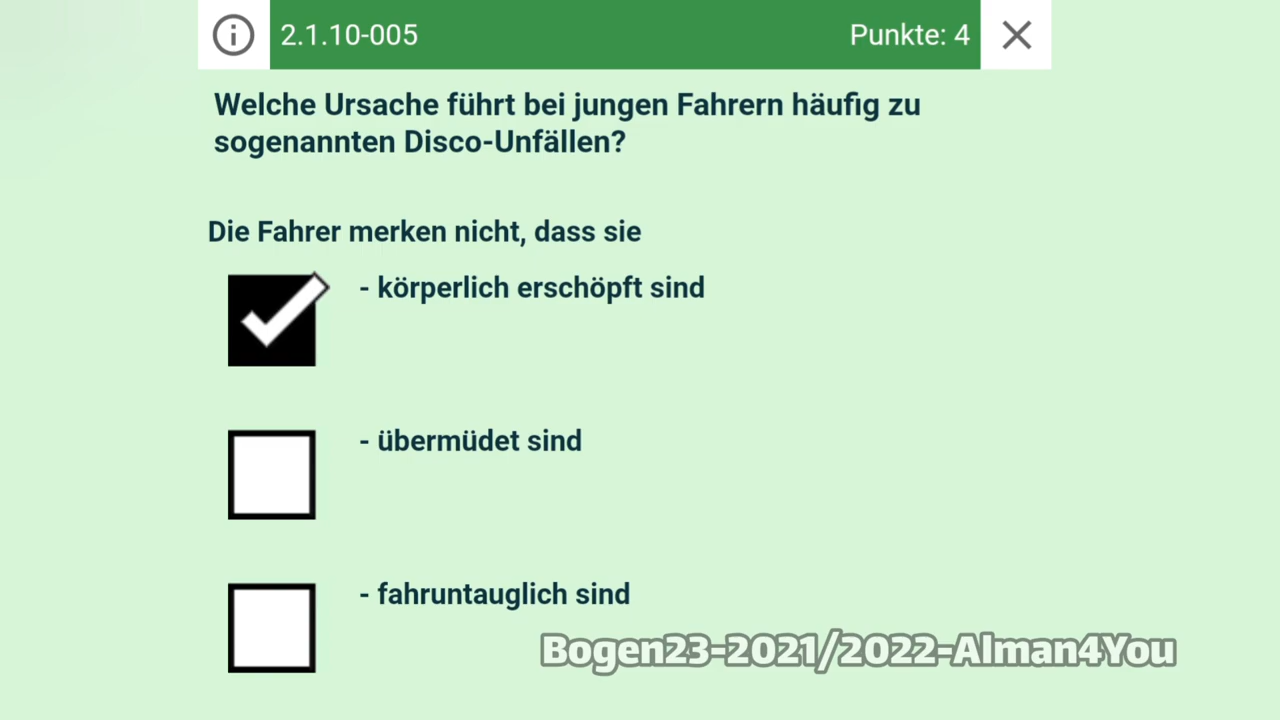 2.1.10-005
Punkte: 4
Welche Ursache führt bei jungen Fahrern häufig zu
sogenannten Disco-Unfällen?
Die Fahrer merken nicht, dass sie
- körperlich erschöpft sind
- übermüdet sind
- fahruntauglich sind
Bogen23-2021/2022-Alman4You